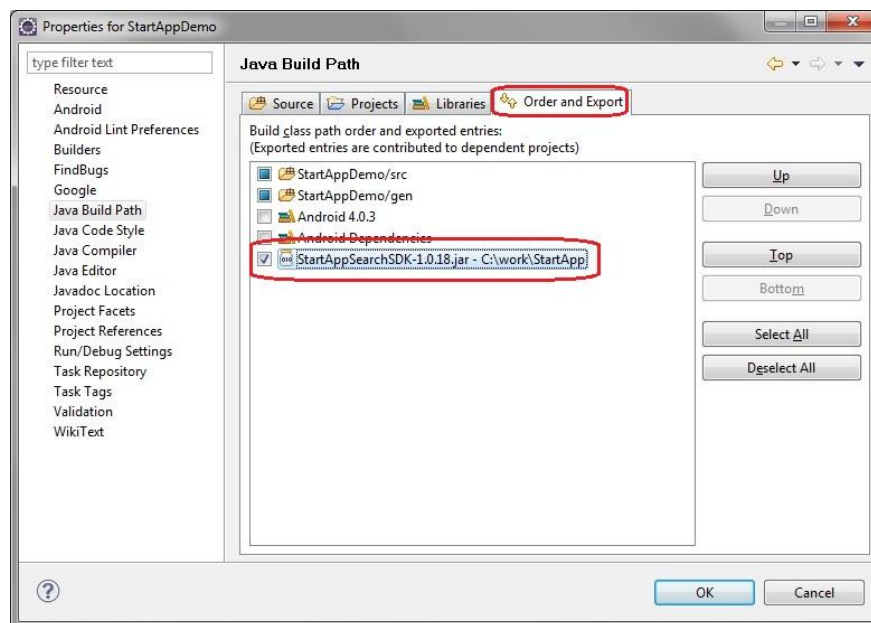 Properties for StartAppDemo
type filter text
Resource
Android
Android Lint Preferences
Builders
FindBugs
Google
Java Build Path
Java Code Style
Java Compiler
Java Editor
Javadoc Location
Project Facets
Project References
Run/Debug Settings
Task Repository
Task Tags
Validation
WikiText
Java Build Path
Source Projects Libraries Order and Export
Build class path order and exported entries:
(Exported entries are contributed to dependent projects)
StartAppDemo/src
StartAppDemo/gen
Android 4.0.3
Android Dependencies
StartAppSearchSDK-1.0.18.jar - C:\work\StartApp
Up
Down
Top
Bottom
Select All
Deselect All
OK
Cancel